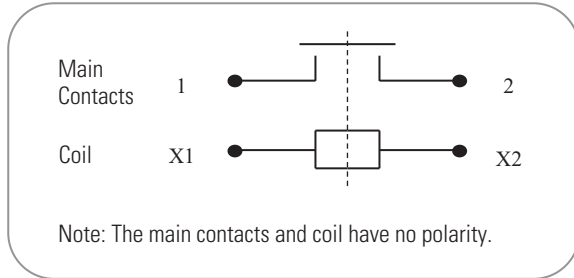 Main
Contacts 1 2
Coil X1 X2
Note: The main contacts and coil have no polarity.